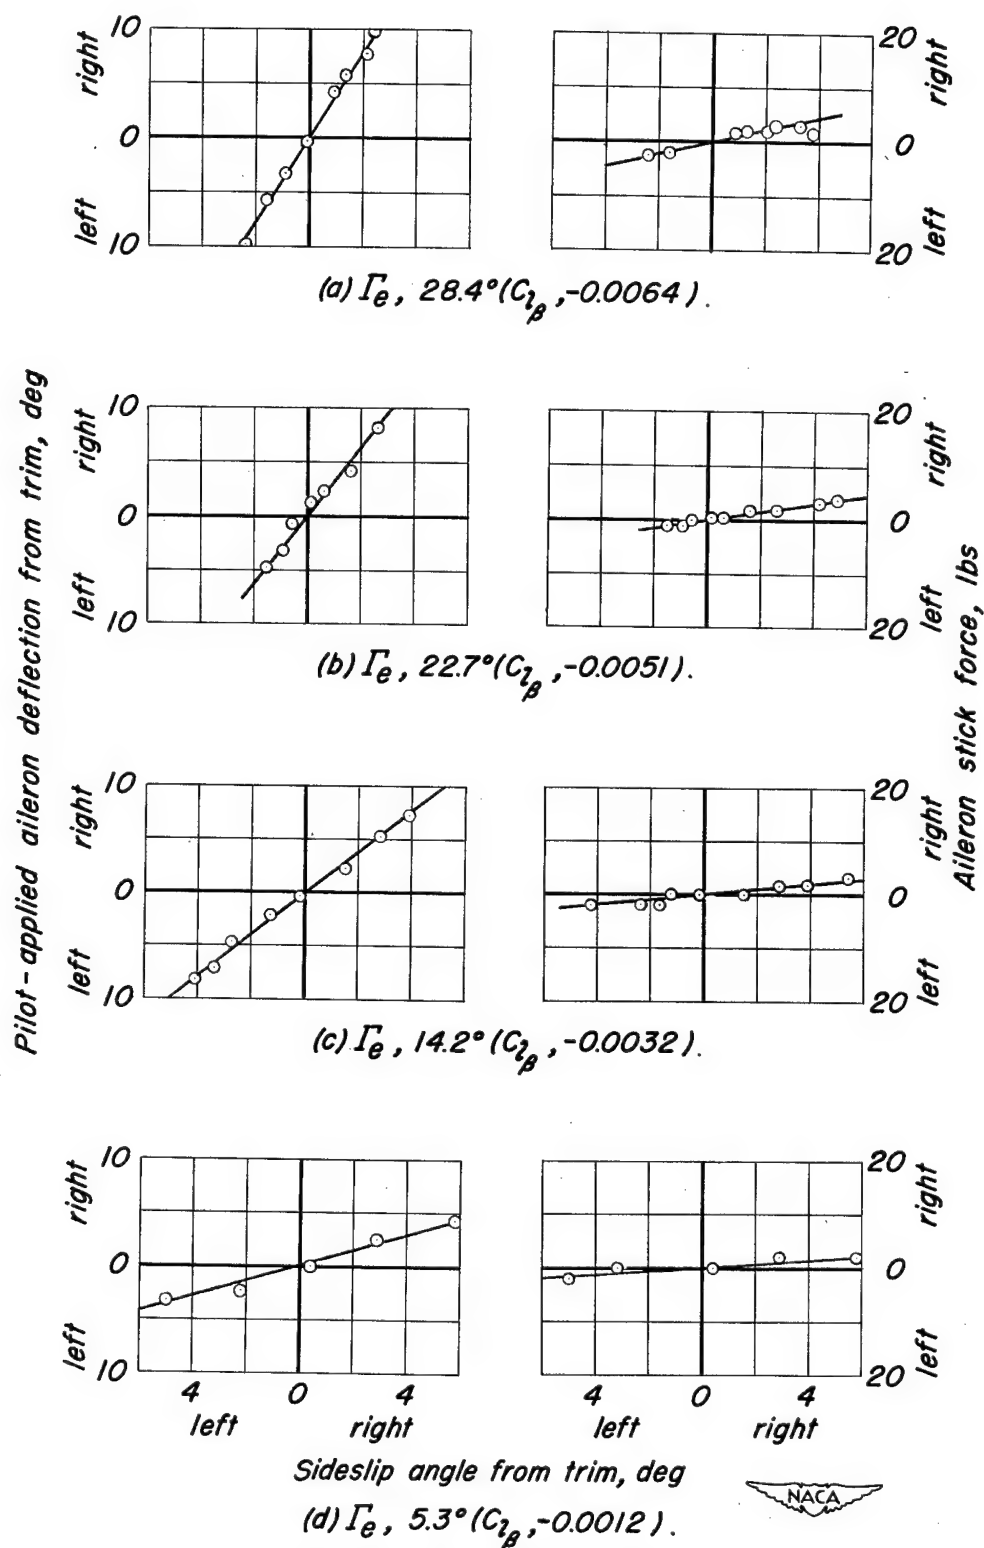 Pilot-applied aileron deflection from trim, deg
Aileron stick force, lbs
10
right
0
left
10
20
right
0
left
20
(a) Γe, 28.4° (Clβ, -0.0064).
10
right
0
left
10
20
right
0
left
20
(b) Γe, 22.7° (Clβ, -0.0051).
10
right
0
left
10
20
right
0
left
20
(c) Γe, 14.2° (Clβ, -0.0032).
10
right
0
left
10
20
right
0
left
20
4 0 4
left right
4 0 4
left right
Sideslip angle from trim, deg
NACA
(d) Γe, 5.3° (Clβ, -0.0012).